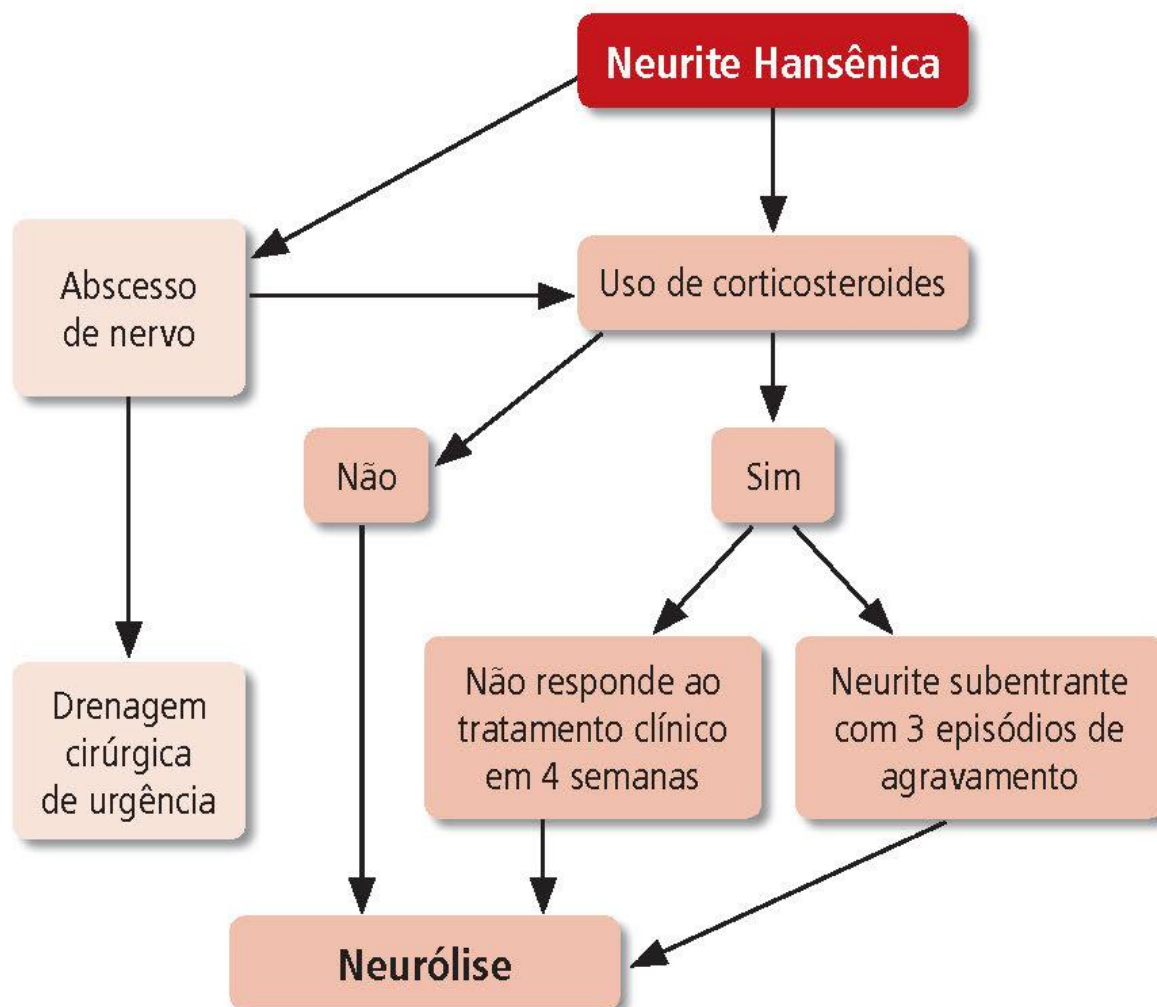 Neurite Hansênica
Abscesso
de nervo
Uso de corticosteroides
Não
Sim
Drenagem
cirúrgica
de urgência
Não responde ao
tratamento clínico
em 4 semanas
Neurite subentrante
com 3 episódios de
agravamento
Neurólise